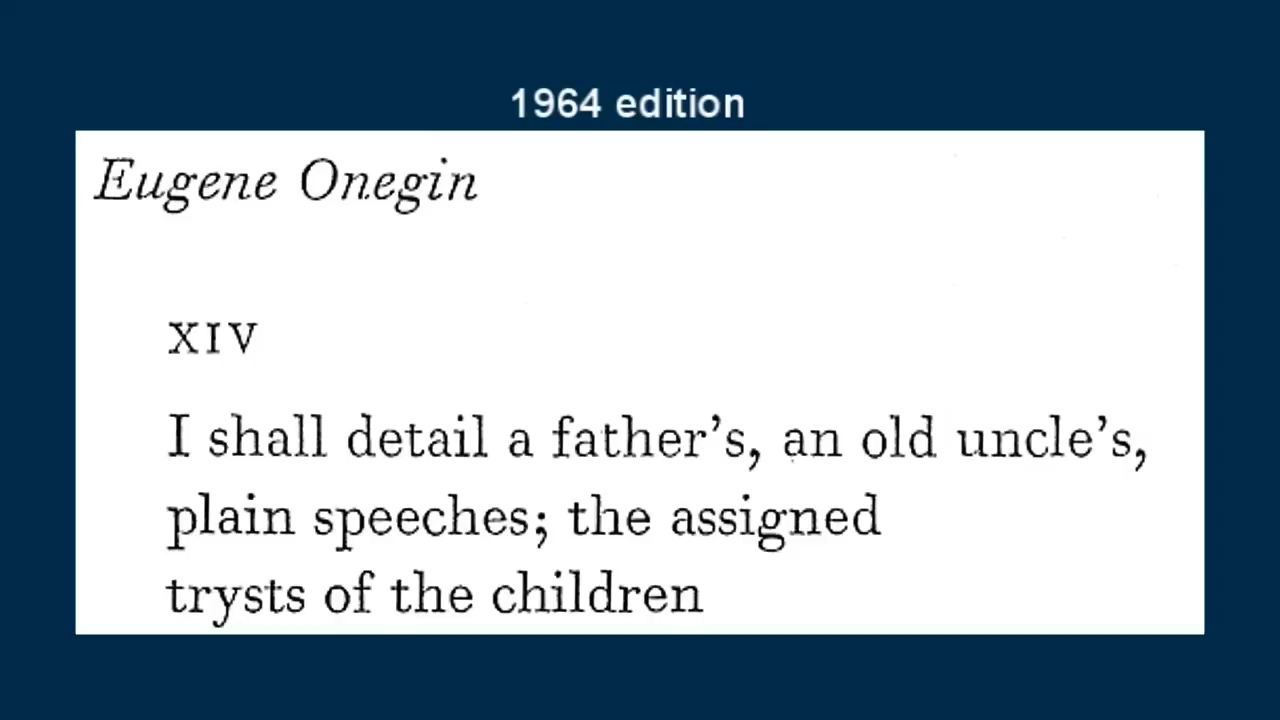 1964 edition
Eugene Onegin
XIV
I shall detail a father’s, an old uncle’s,
plain speeches; the assigned
trysts of the children